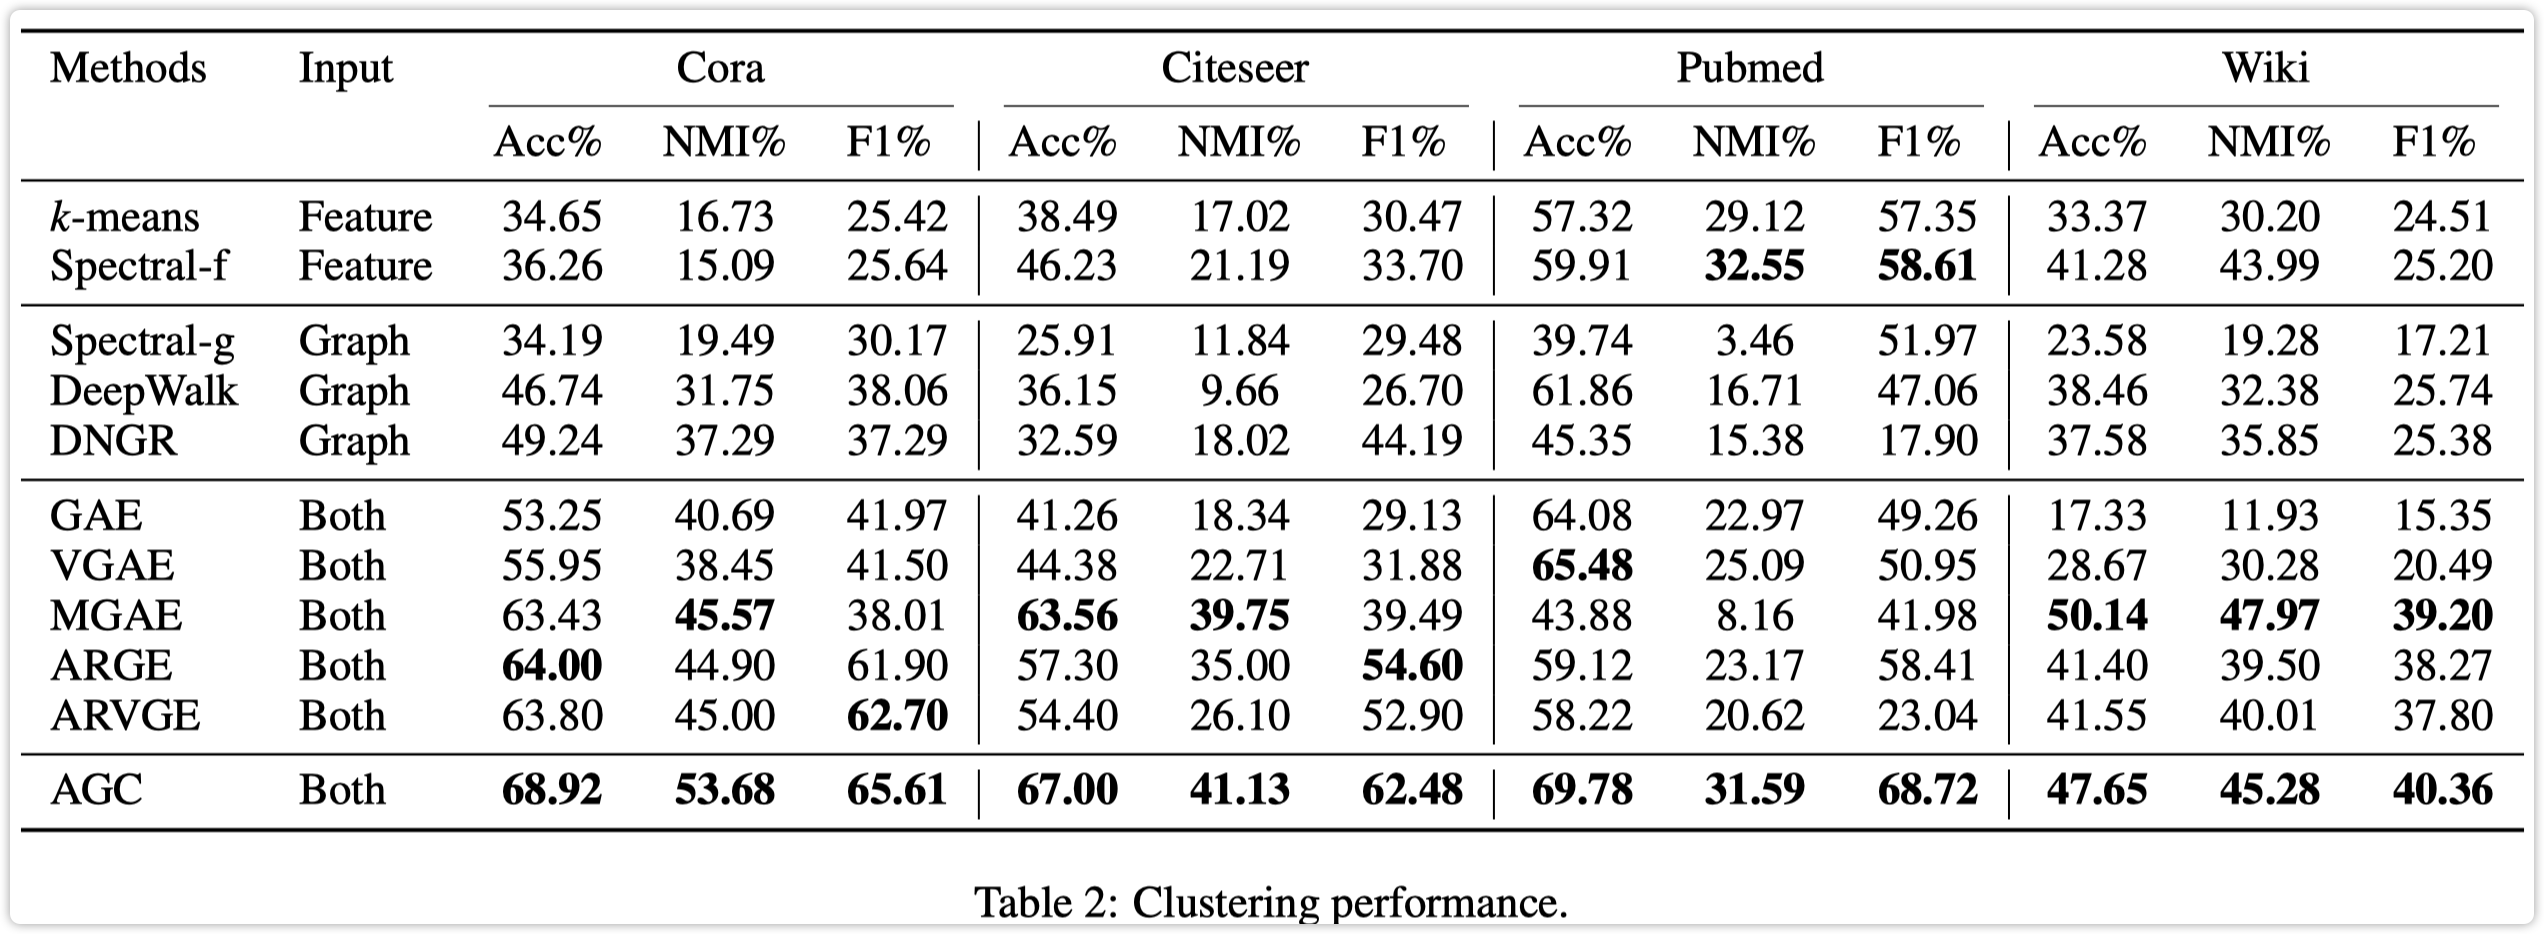 Methods Input Cora Citeseer Pubmed Wiki
Acc% NMI% F1% Acc% NMI% F1% Acc% NMI% F1% Acc% NMI% F1%
k-means Feature 34.65 16.73 25.42 38.49 17.02 30.47 57.32 29.12 57.35 33.37 30.20 24.51
Spectral-f Feature 36.26 15.09 25.64 46.23 21.19 33.70 59.91 32.55 58.61 41.28 43.99 25.20
Spectral-g Graph 34.19 19.49 30.17 25.91 11.84 29.48 39.74 3.46 51.97 23.58 19.28 17.21
DeepWalk Graph 46.74 31.75 38.06 36.15 9.66 26.70 61.86 16.71 47.06 38.46 32.38 25.74
DNGR Graph 49.24 37.29 37.29 32.59 18.02 44.19 45.35 15.38 17.90 37.58 35.85 25.38
GAE Both 53.25 40.69 41.97 41.26 18.34 29.13 64.08 22.97 49.26 17.33 11.93 15.35
VGAE Both 55.95 38.45 41.50 44.38 22.71 31.88 65.48 25.09 50.95 28.67 30.28 20.49
MGAE Both 63.43 45.57 38.01 63.56 39.75 39.49 43.88 8.16 41.98 50.14 47.97 39.20
ARGE Both 64.00 44.90 61.90 57.30 35.00 54.60 59.12 23.17 58.41 41.40 39.50 38.27
ARVGE Both 63.80 45.00 62.70 54.40 26.10 52.90 58.22 20.62 23.04 41.55 40.01 37.80
AGC Both 68.92 53.68 65.61 67.00 41.13 62.48 69.78 31.59 68.72 47.65 45.28 40.36
Table 2: Clustering performance.